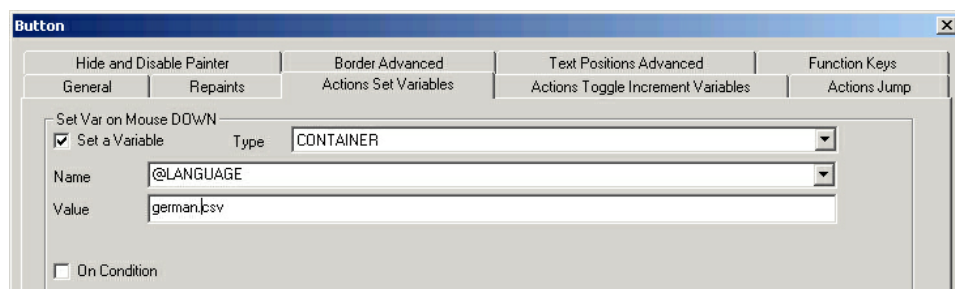 Button
Hide and Disable Painter Border Advanced Text Positions Advanced Function Keys
General Repaints Actions Set Variables Actions Toggle Increment Variables Actions Jump
Set Var on Mouse DOWN
Set a Variable Type CONTAINER
Name @LANGUAGE
Value german.csv
On Condition